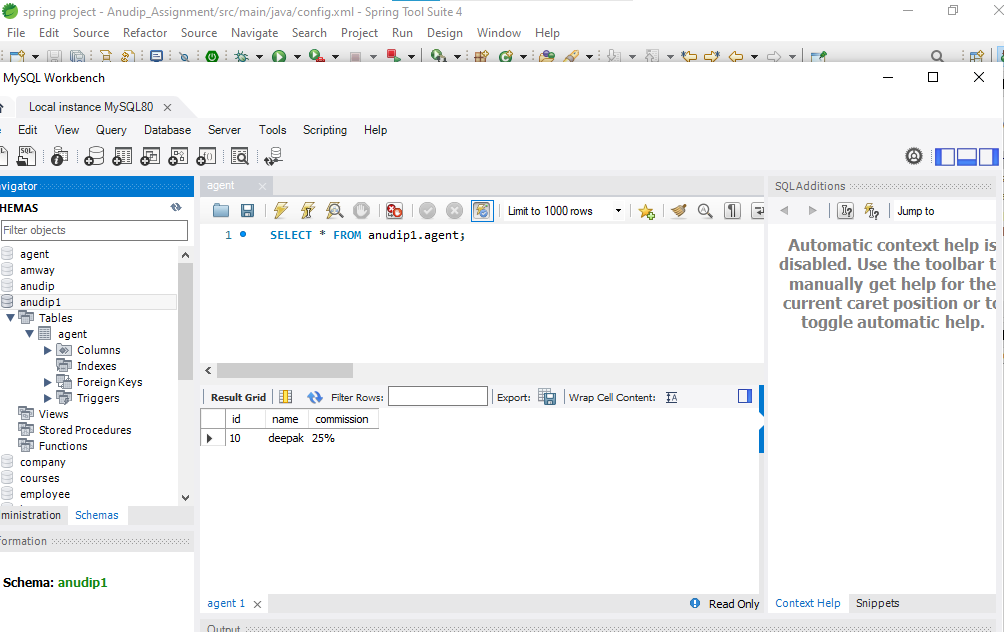 spring project - Anudip_Assignment/src/main/java/config.xml - Spring Tool Suite 4
File Edit Source Refactor Source Navigate Search Project Run Design Window Help
MySQL Workbench
Local instance MySQL80
Edit View Query Database Server Tools Scripting Help
SQL
avigator
HEMAS
Filter objects
agent
amway
anudip
anudip1
Tables
agent
Columns
Indexes
Foreign Keys
Triggers
Views
Stored Procedures
Functions
company
courses
employee
ministration Schemas
formation
Schema: anudip1
agent
Limit to 1000 rows
1 SELECT * FROM anudip1.agent;
Result Grid Filter Rows: Export: Wrap Cell Content: IA
id name commission
10 deepak 25%
agent 1 Read Only
Output
SQLAdditions
Jump to
Automatic context help is
disabled. Use the toolbar t
manually get help for the
current caret position or to
toggle automatic help.
Context Help Snippets